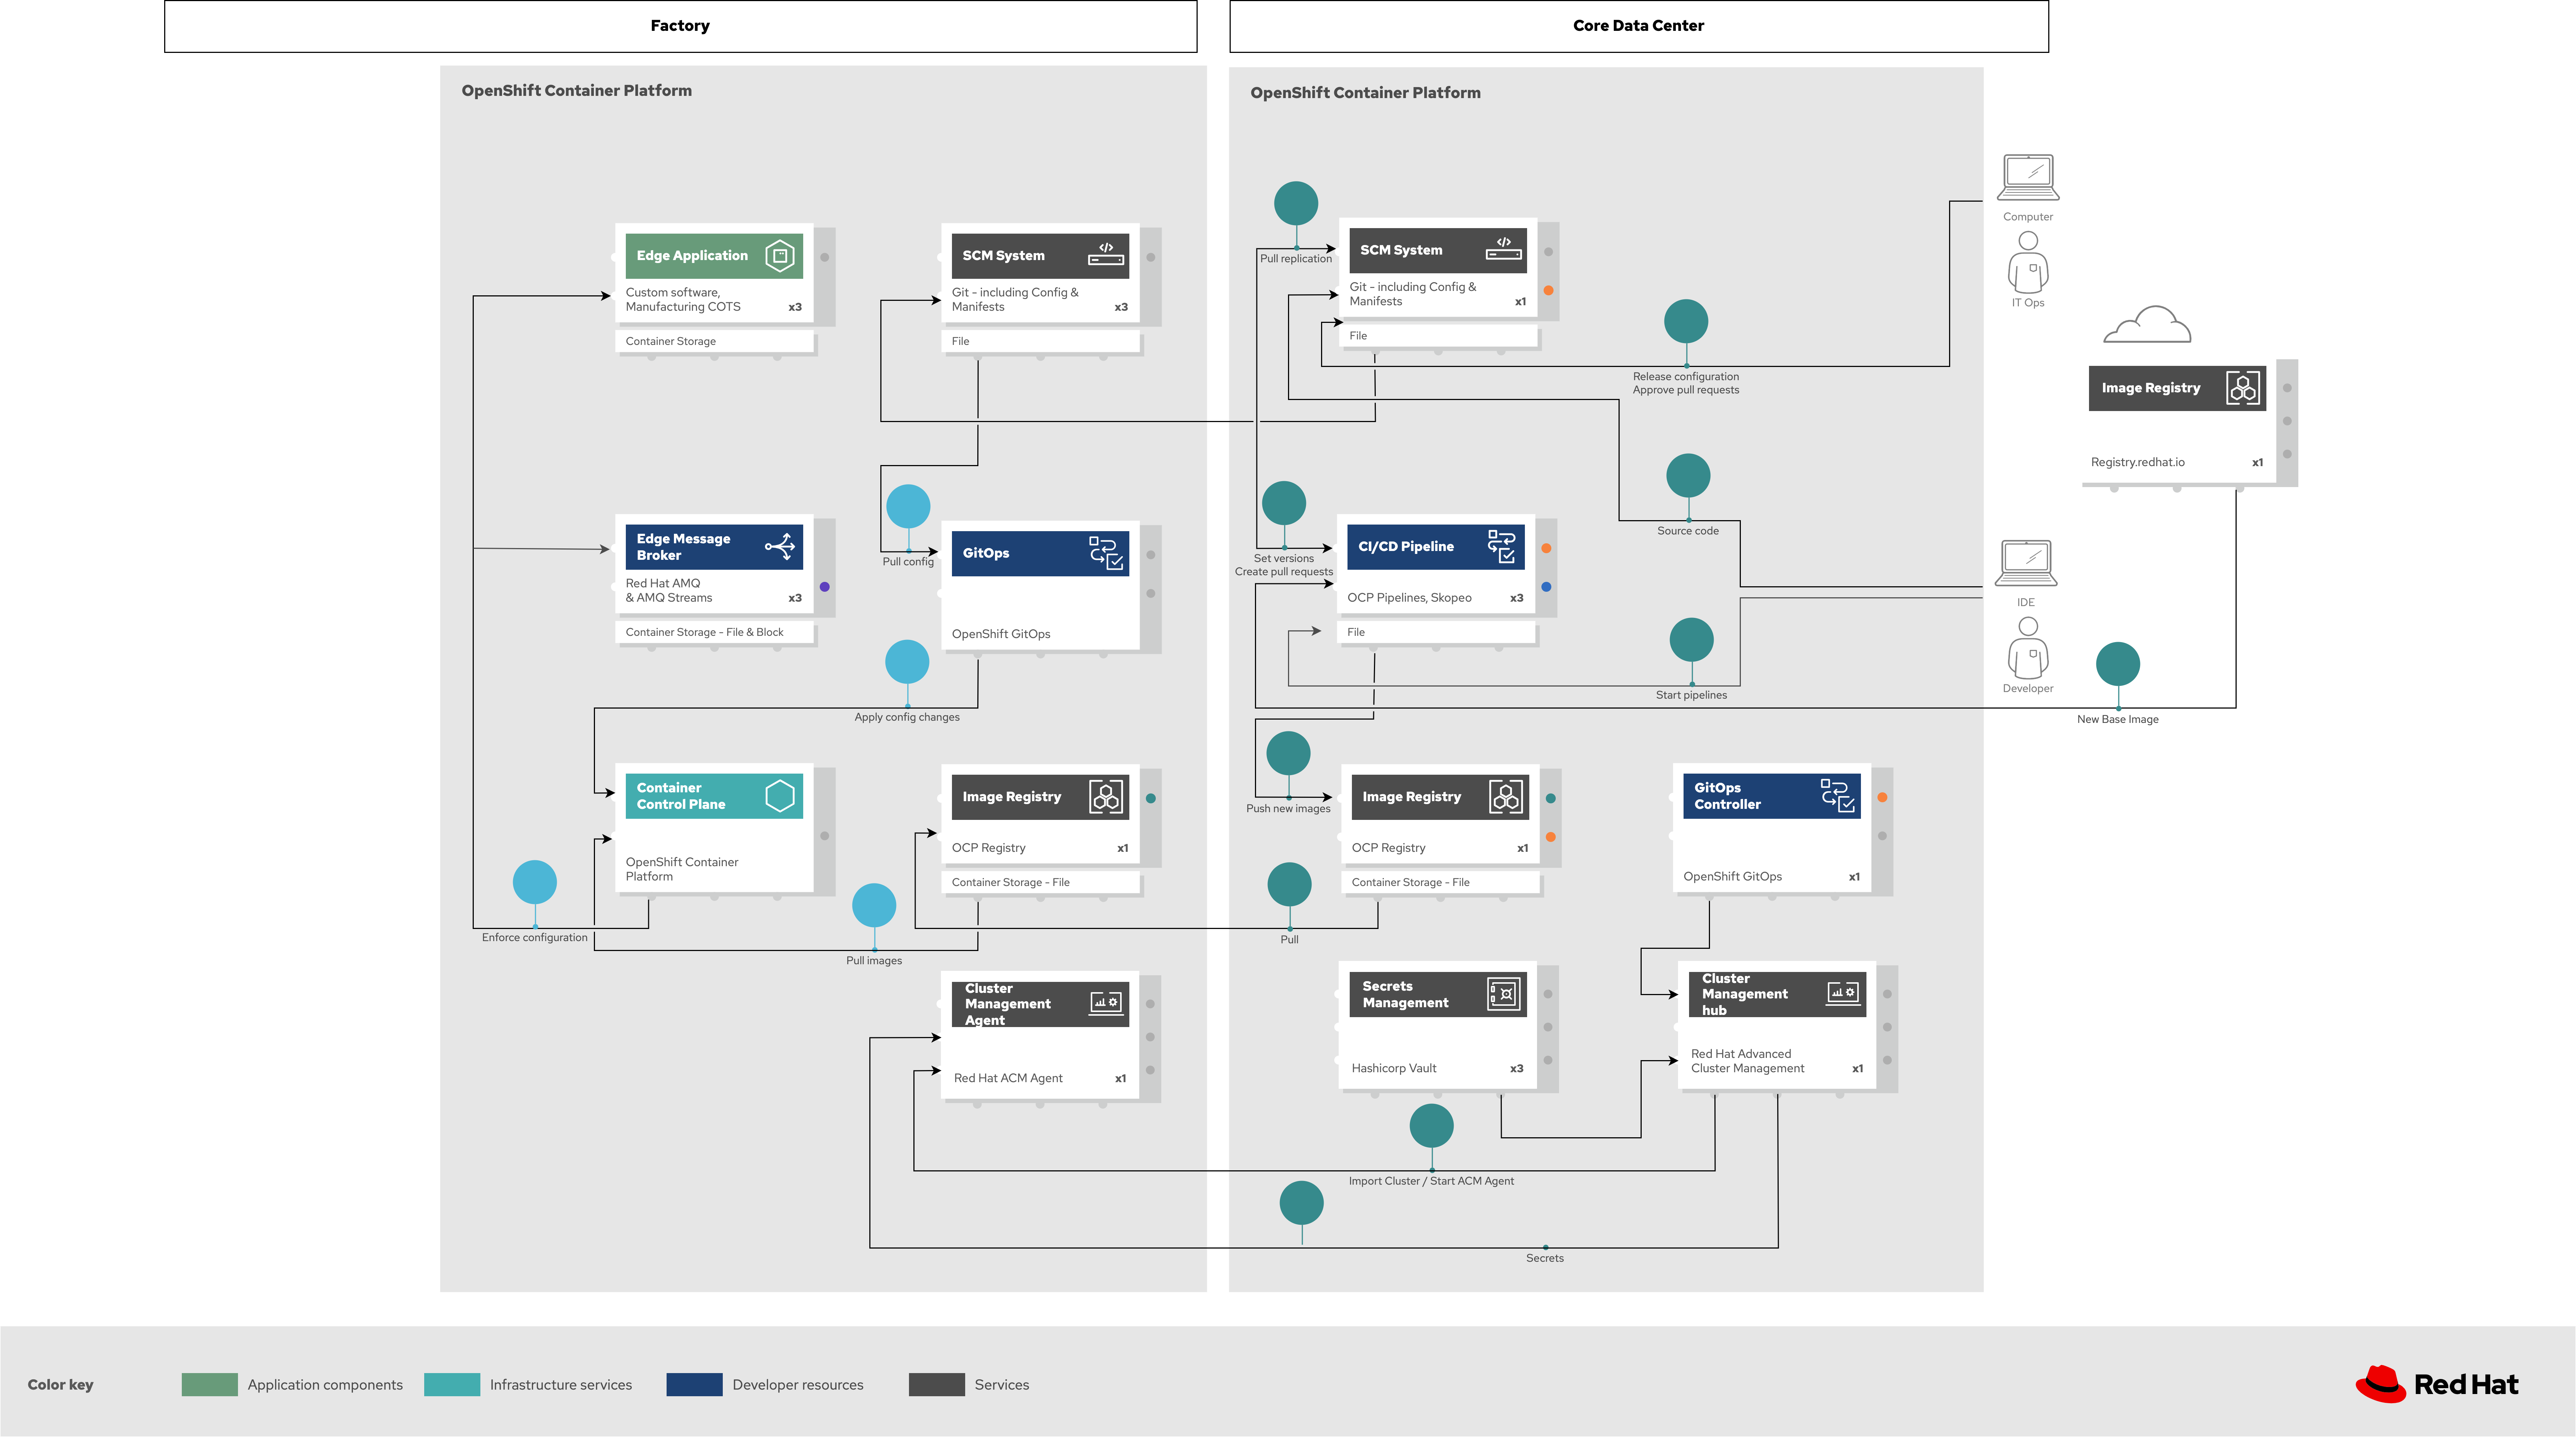 Factory
Core Data Center
OpenShift Container Platform
OpenShift Container Platform
Edge Application
Custom software,
Manufacturing COTS
x3
Container Storage
SCM System
Git - including Config &
Manifests
x3
File
Pull replication
SCM System
Git - including Config &
Manifests
x1
File
Release configuration
Approve pull requests
Computer
IT Ops
Image Registry
Registry.redhat.io
x1
Edge Message
Broker
Red Hat AMQ
& AMQ Streams
x3
Container Storage - File & Block
Pull config
GitOps
OpenShift GitOps
Set versions
Create pull requests
CI/CD Pipeline
OCP Pipelines, Skopeo
x3
File
Source code
Start pipelines
IDE
Developer
New Base Image
Apply config changes
Container
Control Plane
OpenShift Container
Platform
Image Registry
OCP Registry
x1
Container Storage - File
Push new images
Image Registry
OCP Registry
x1
Container Storage - File
GitOps
Controller
OpenShift GitOps
x1
Enforce configuration
Pull images
Pull
Cluster
Management
Agent
Red Hat ACM Agent
x1
Secrets
Management
Hashicorp Vault
x3
Cluster
Management
hub
Red Hat Advanced
Cluster Management
x1
Import Cluster / Start ACM Agent
Secrets
Color key
Application components
Infrastructure services
Developer resources
Services
Red Hat